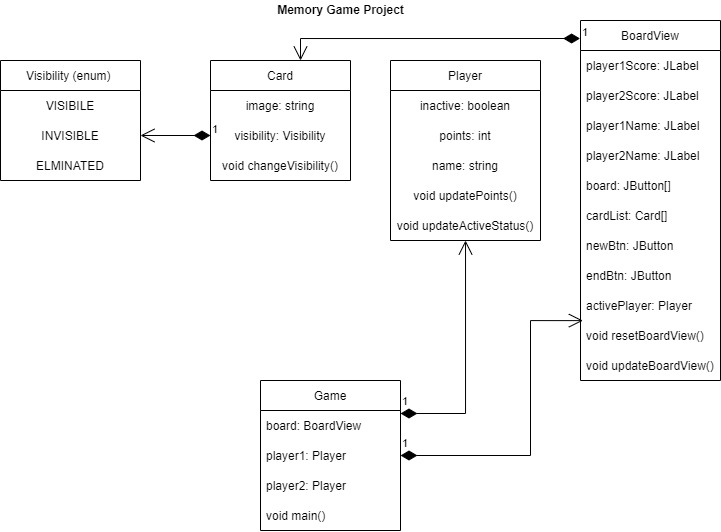 Memory Game Project
Visibility (enum)
VISIBILE
INVISIBLE
ELMINATED
Card
image: string
visibility: Visibility
void changeVisibility()
1
Player
inactive: boolean
points: int
name: string
void updatePoints()
void updateActiveStatus()
1
BoardView
player1Score: JLabel
player2Score: JLabel
player1Name: JLabel
player2Name: JLabel
board: JButton[]
cardList: Card[]
newBtn: JButton
endBtn: JButton
activePlayer: Player
void resetBoardView()
void updateBoardView()
Game
board: BoardView
player1: Player
player2: Player
void main()
1
1